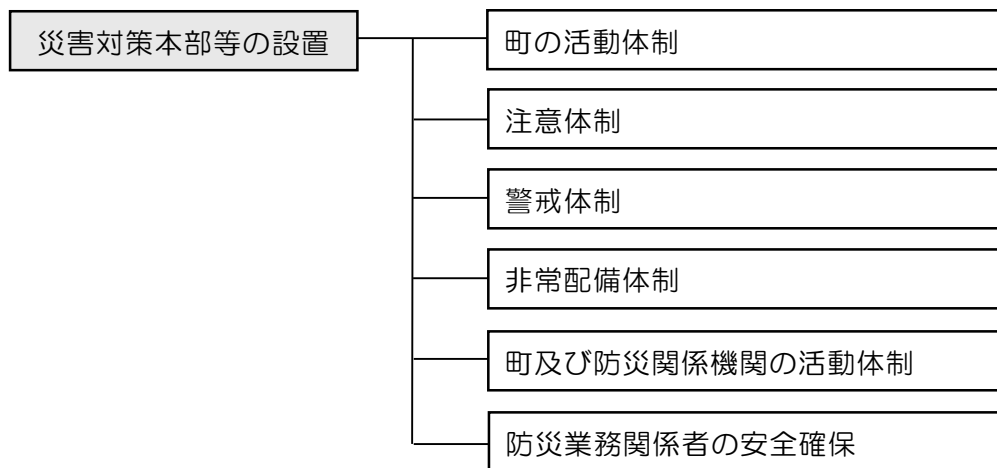 災害対策本部等の設置
町の活動体制
注意体制
警戒体制
非常配備体制
町及び防災関係機関の活動体制
防災業務関係者の安全確保